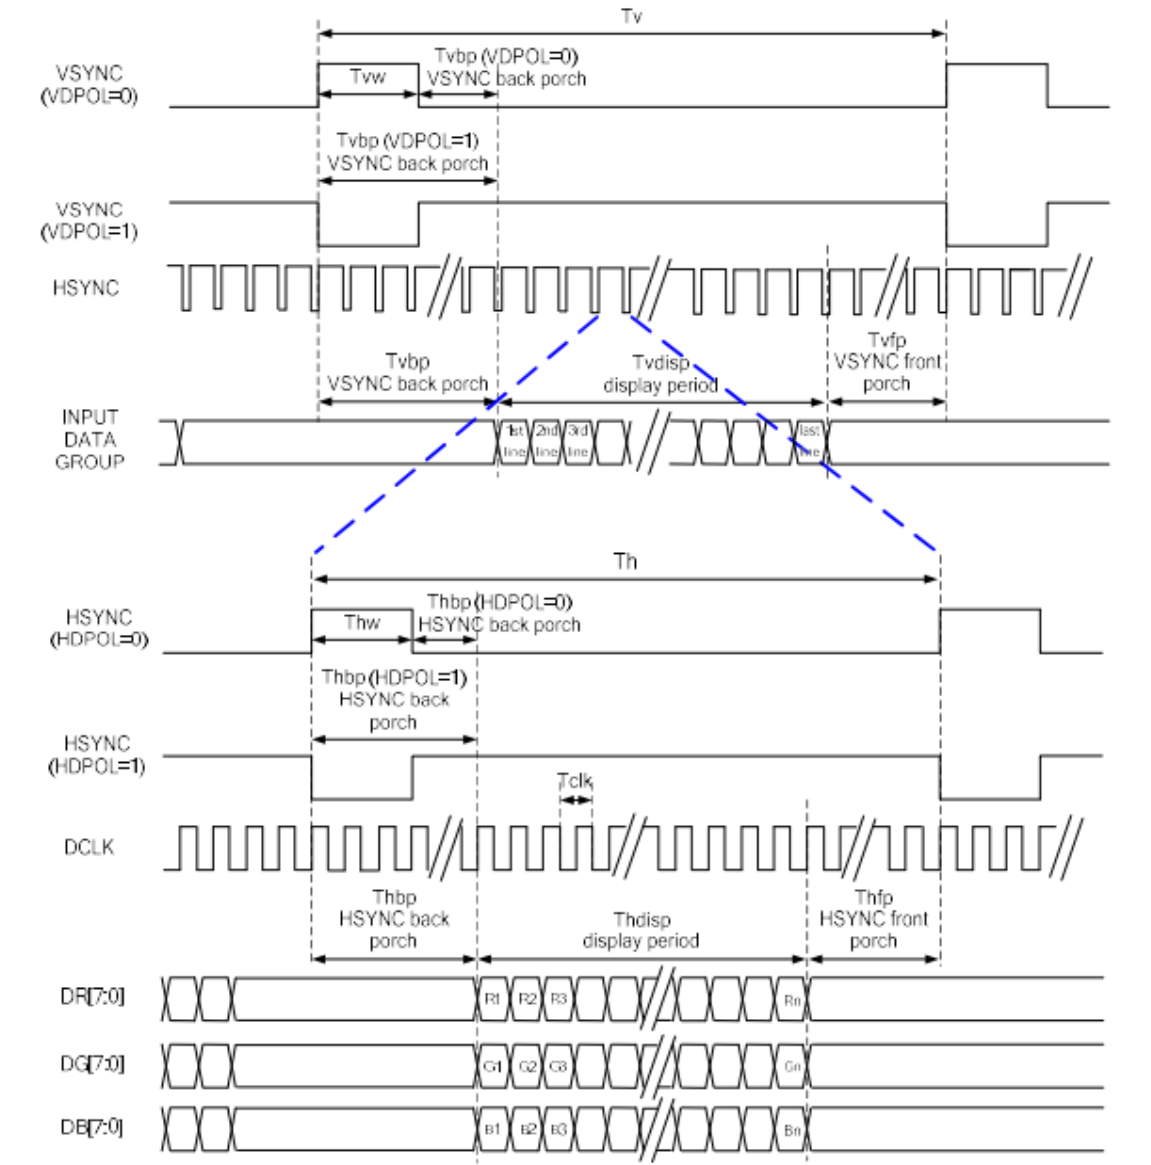 Tv
Tvbp (VDPOL=0)
VSYNC back porch
VSYNC
(VDPOL=0)
Tvw
Tvbp (VDPOL=1)
VSYNC back porch
VSYNC
(VDPOL=1)
HSYNC
Tvbp
VSYNC back porch
Tvdisp
display period
Tvfp
VSYNC front
porch
INPUT
DATA
GROUP
1st
line
2nd
line
3rd
line
last
line
Th
HSYNC
(HDPOL=0)
Thw
Thbp (HDPOL=0)
HSYNC back porch
Thbp (HDPOL=1)
HSYNC back
porch
HSYNC
(HDPOL=1)
Tclk
DCLK
Thbp
HSYNC back
porch
Thdisp
display period
Thfp
HSYNC front
porch
DR[7:0]
R1 R2 R3 Rn
DG[7:0]
G1 G2 G3 Gn
DB[7:0]
B1 B2 B3 Bn